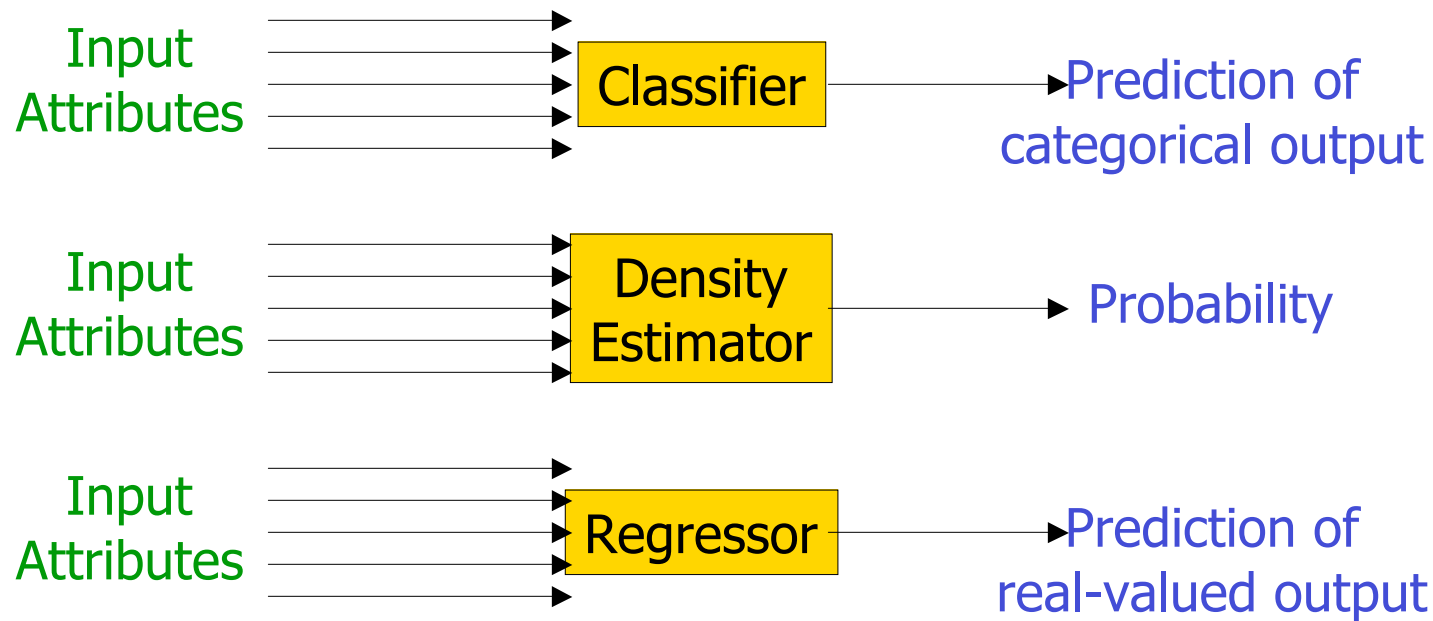 Input
Attributes
Classifier
Prediction of
categorical output
Input
Attributes
Density
Estimator
Probability
Input
Attributes
Regressor
Prediction of
real-valued output